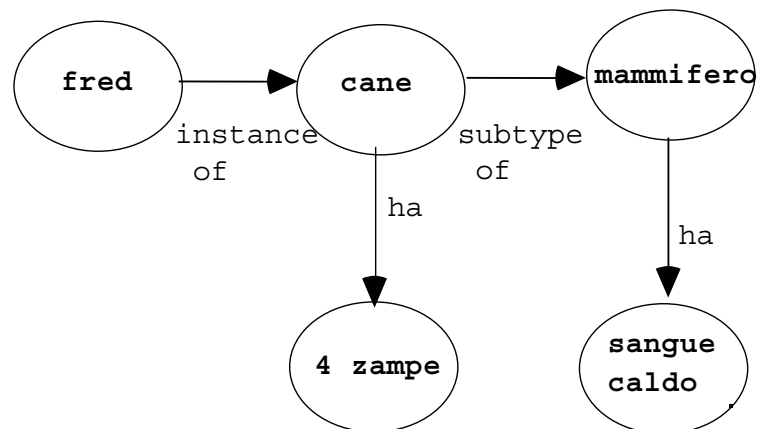 fred
cane
mammifero
instance
of
subtype
of
ha
ha
4 zampe
sangue
caldo